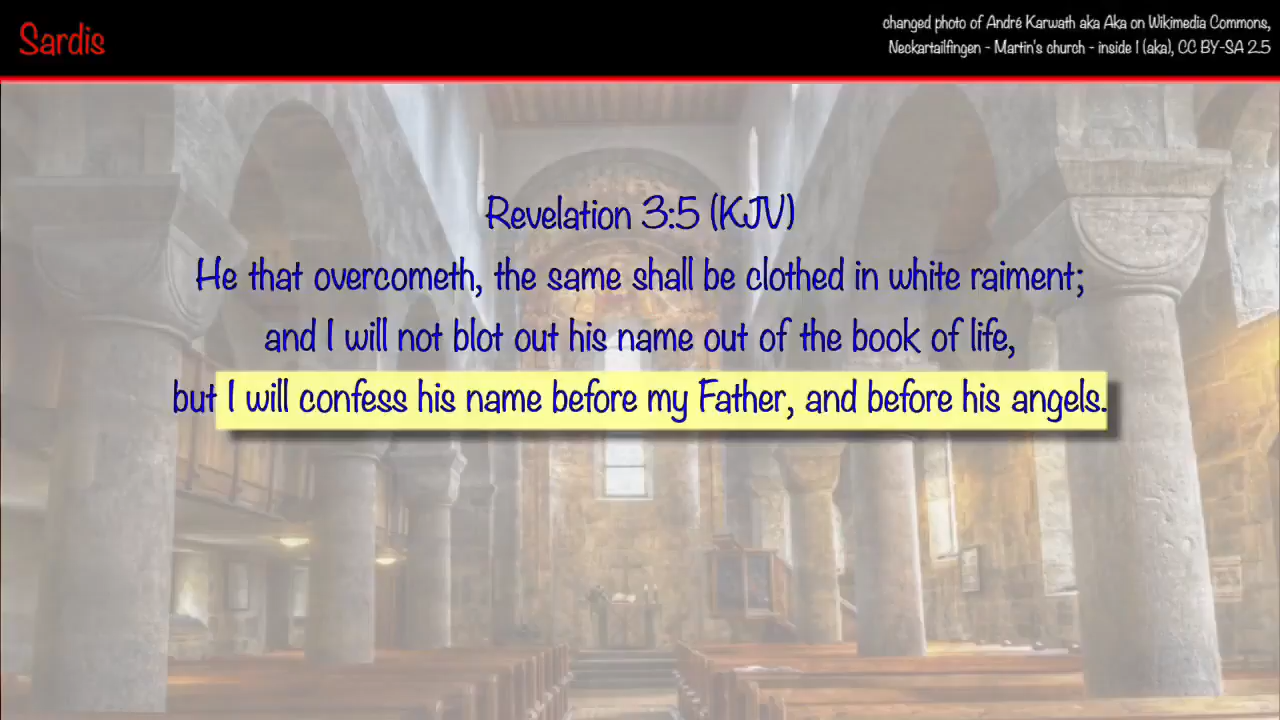 Sardis
changed photo of André Karwath aka Aka on Wikimedia Commons,
Neckartailfingen - Martin's church - inside 1 (aka), CC BY-SA 2.5
Revelation 3:5 (KJV)
He that overcometh, the same shall be clothed in white raiment;
and I will not blot out his name out of the book of life,
but I will confess his name before my Father, and before his angels.